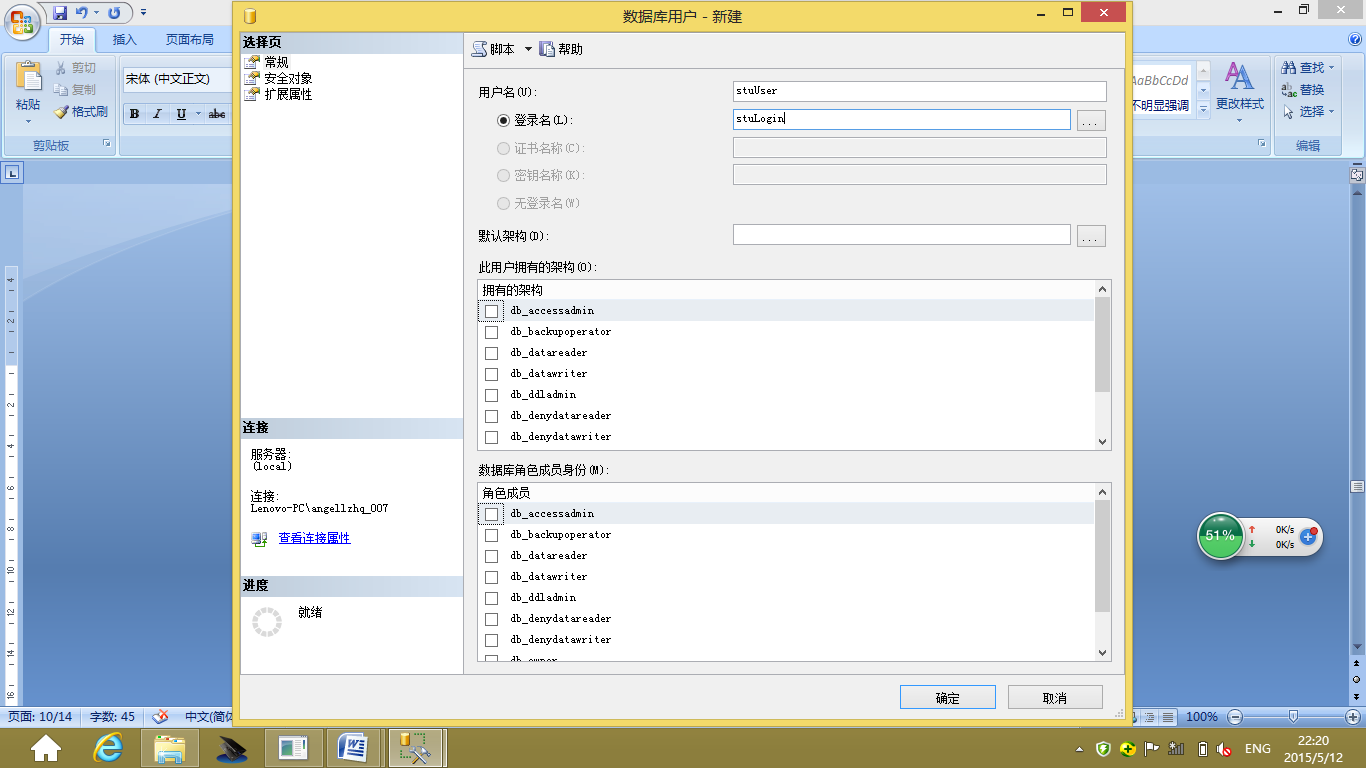 数据库用户 - 新建
开始
插入
页面布局
剪切
复制
格式刷
粘贴
剪贴板
宋体 (中文正文)
B I U abc
AaBbCcDd
不明显强调
更改样式
查找
替换
选择
编辑
选择页
常规
安全对象
扩展属性
脚本
帮助
用户名(U):
stuUser
登录名(L):
stuLogin
...
证书名称(C):
密钥名称(K):
无登录名(W)
默认架构(D):
...
此用户拥有的架构(O):
拥有的架构
db_accessadmin
db_backupoperator
db_datareader
db_datawriter
db_ddladmin
db_denydatareader
db_denydatawriter
数据库角色成员身份(M):
角色成员
db_accessadmin
db_backupoperator
db_datareader
db_datawriter
db_ddladmin
db_denydatareader
db_denydatawriter
db_owner
连接
服务器:
(local)
连接:
Lenovo-PC\angellzhq_007
查看连接属性
进度
就绪
确定
取消
51%
0K/s
0K/s
页面: 10/14
字数: 45
中文(简体
100%
ENG
22:20
2015/5/12